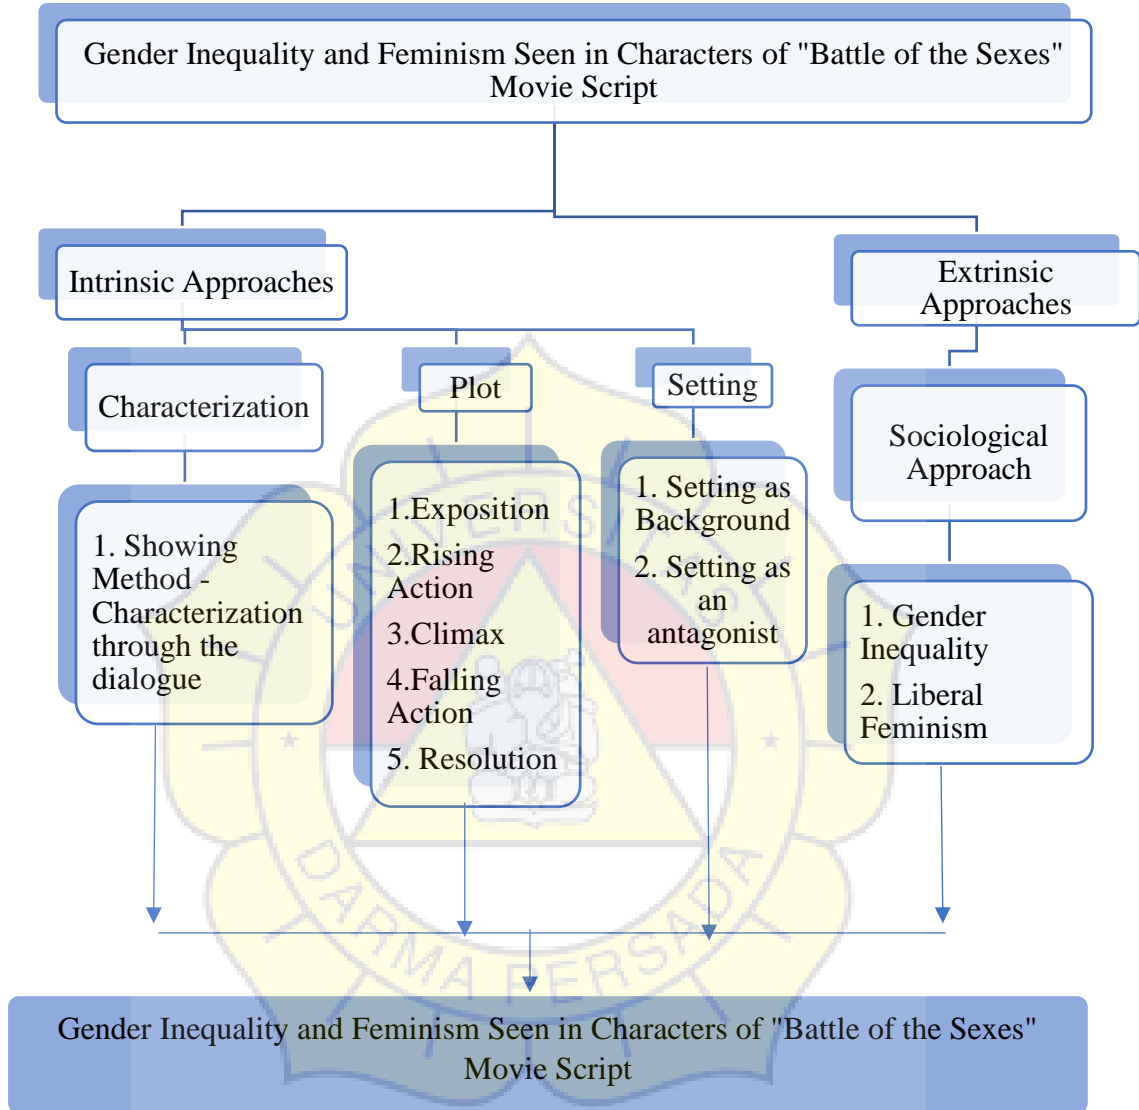 Gender Inequality and Feminism Seen in Characters of "Battle of the Sexes"
Movie Script
Intrinsic Approaches
Extrinsic
Approaches
Characterization
Plot
Setting
Sociological
Approach
1. Showing
Method -
Characterization
through the
dialogue
1.Exposition
2.Rising
Action
3.Climax
4.Falling
Action
5. Resolution
1. Setting as
Background
2. Setting as
an
antagonist
1. Gender
Inequality
2. Liberal
Feminism
UNIVERSITAS
DARMA PERSADA
Gender Inequality and Feminism Seen in Characters of "Battle of the Sexes"
Movie Script